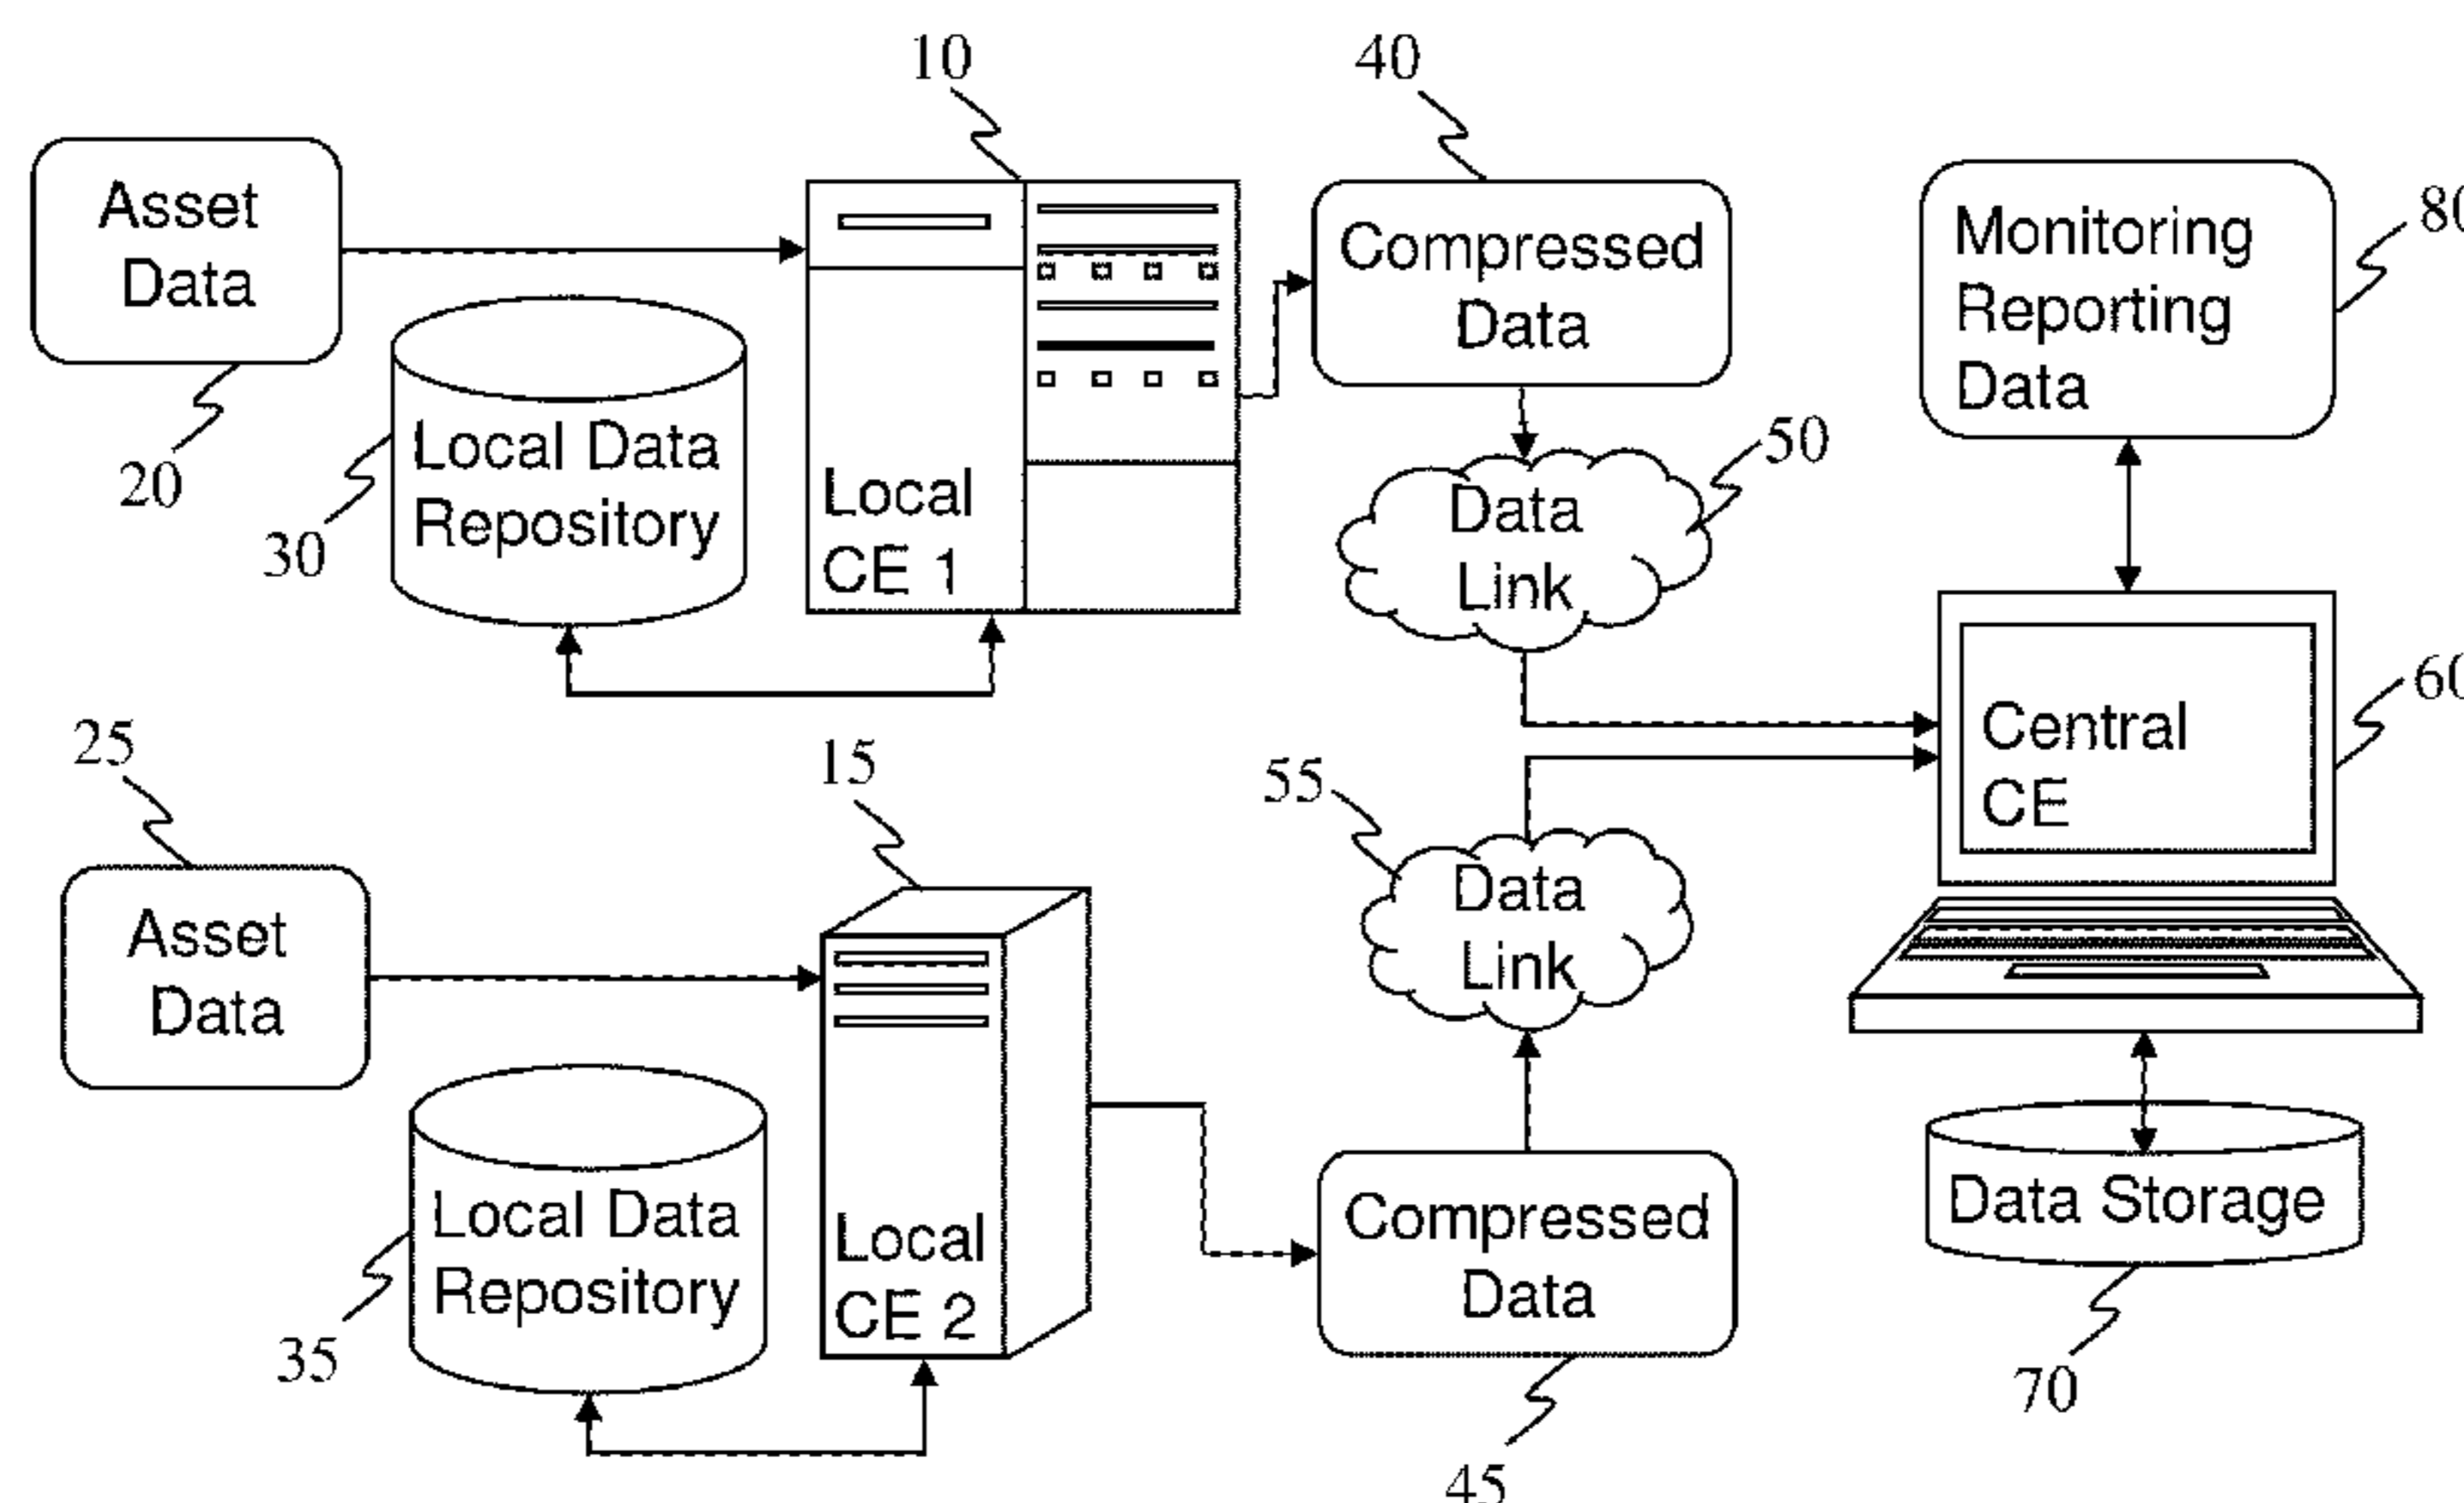 10
40
Asset
Data
20
Local Data
Repository
30
Local
CE 1
Compressed
Data
Monitoring
Reporting
Data
80
Data
Link
50
Central
CE
60
25
15
55
Asset
Data
Data
Link
Local Data
Repository
35
Local
CE 2
Compressed
Data
45
Data Storage
70